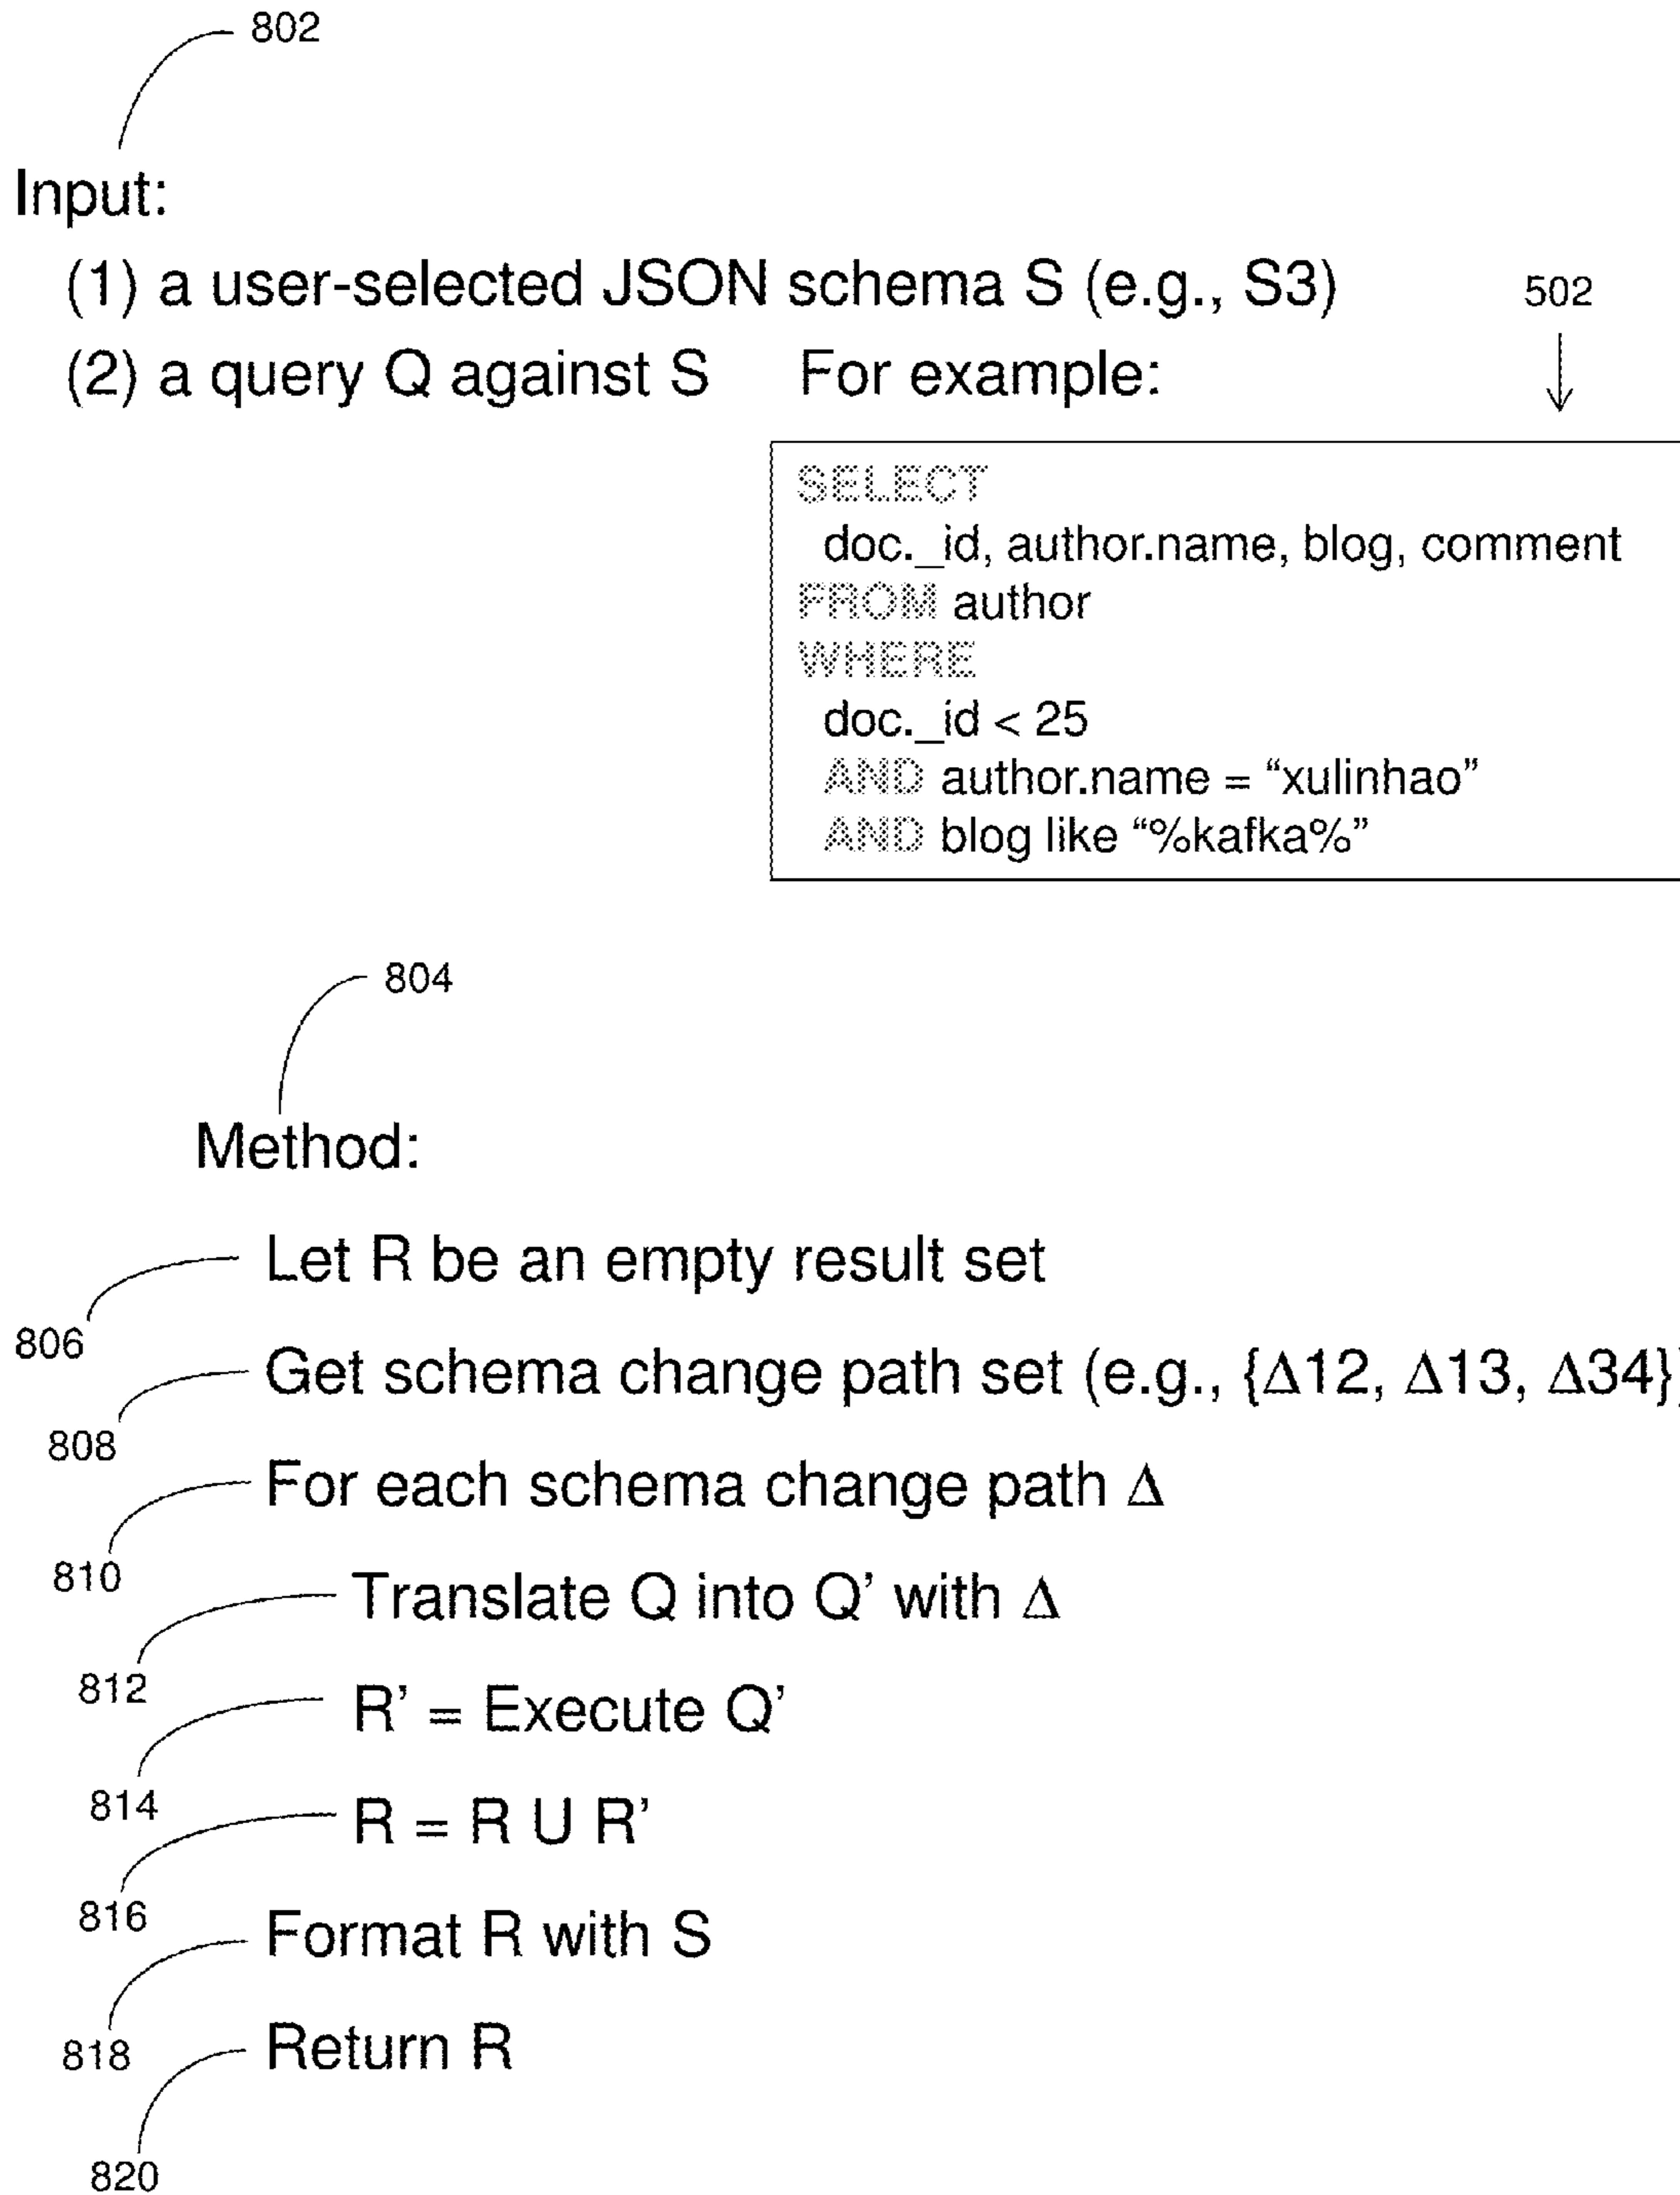 802
Input:
(1) a user-selected JSON schema S (e.g., S3)
502
(2) a query Q against S For example:
SELECT
doc._id, author.name, blog, comment
FROM author
WHERE
doc._id < 25
AND author.name = “xulinhao”
AND blog like “%kafka%”
804
Method:
Let R be an empty result set
806
Get schema change path set (e.g., {Δ12, Δ13, Δ34})
808
For each schema change path Δ
810
Translate Q into Q’ with Δ
812
R’ = Execute Q’
814
R = R U R’
816
Format R with S
818
Return R
820